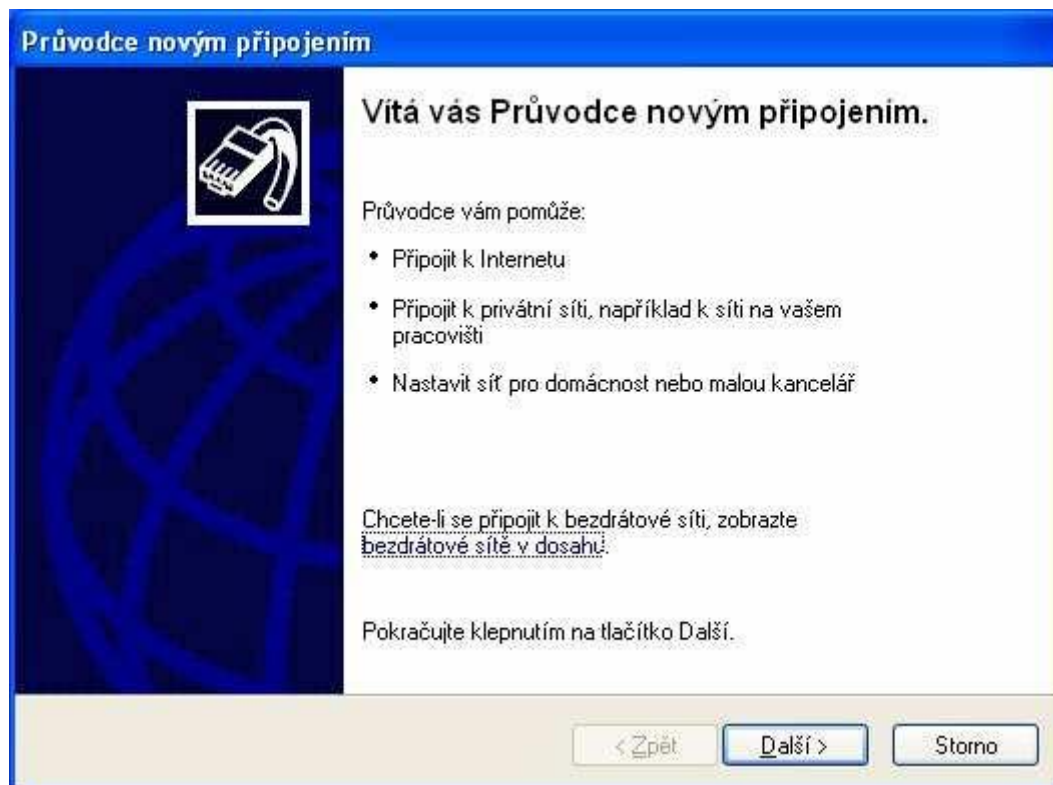 Průvodce novým připojením
Vítá vás Průvodce novým připojením.
Průvodce vám pomůže:
• Připojit k Internetu
• Připojit k privátní síti, například k síti na vašem
pracovišti
• Nastavit síť pro domácnost nebo malou kancelář
Chcete-li se připojit k bezdrátové síti, zobrazte
bezdrátové sítě v dosahu.
Pokračujte klepnutím na tlačítko Další.
< Zpět Další > Storno